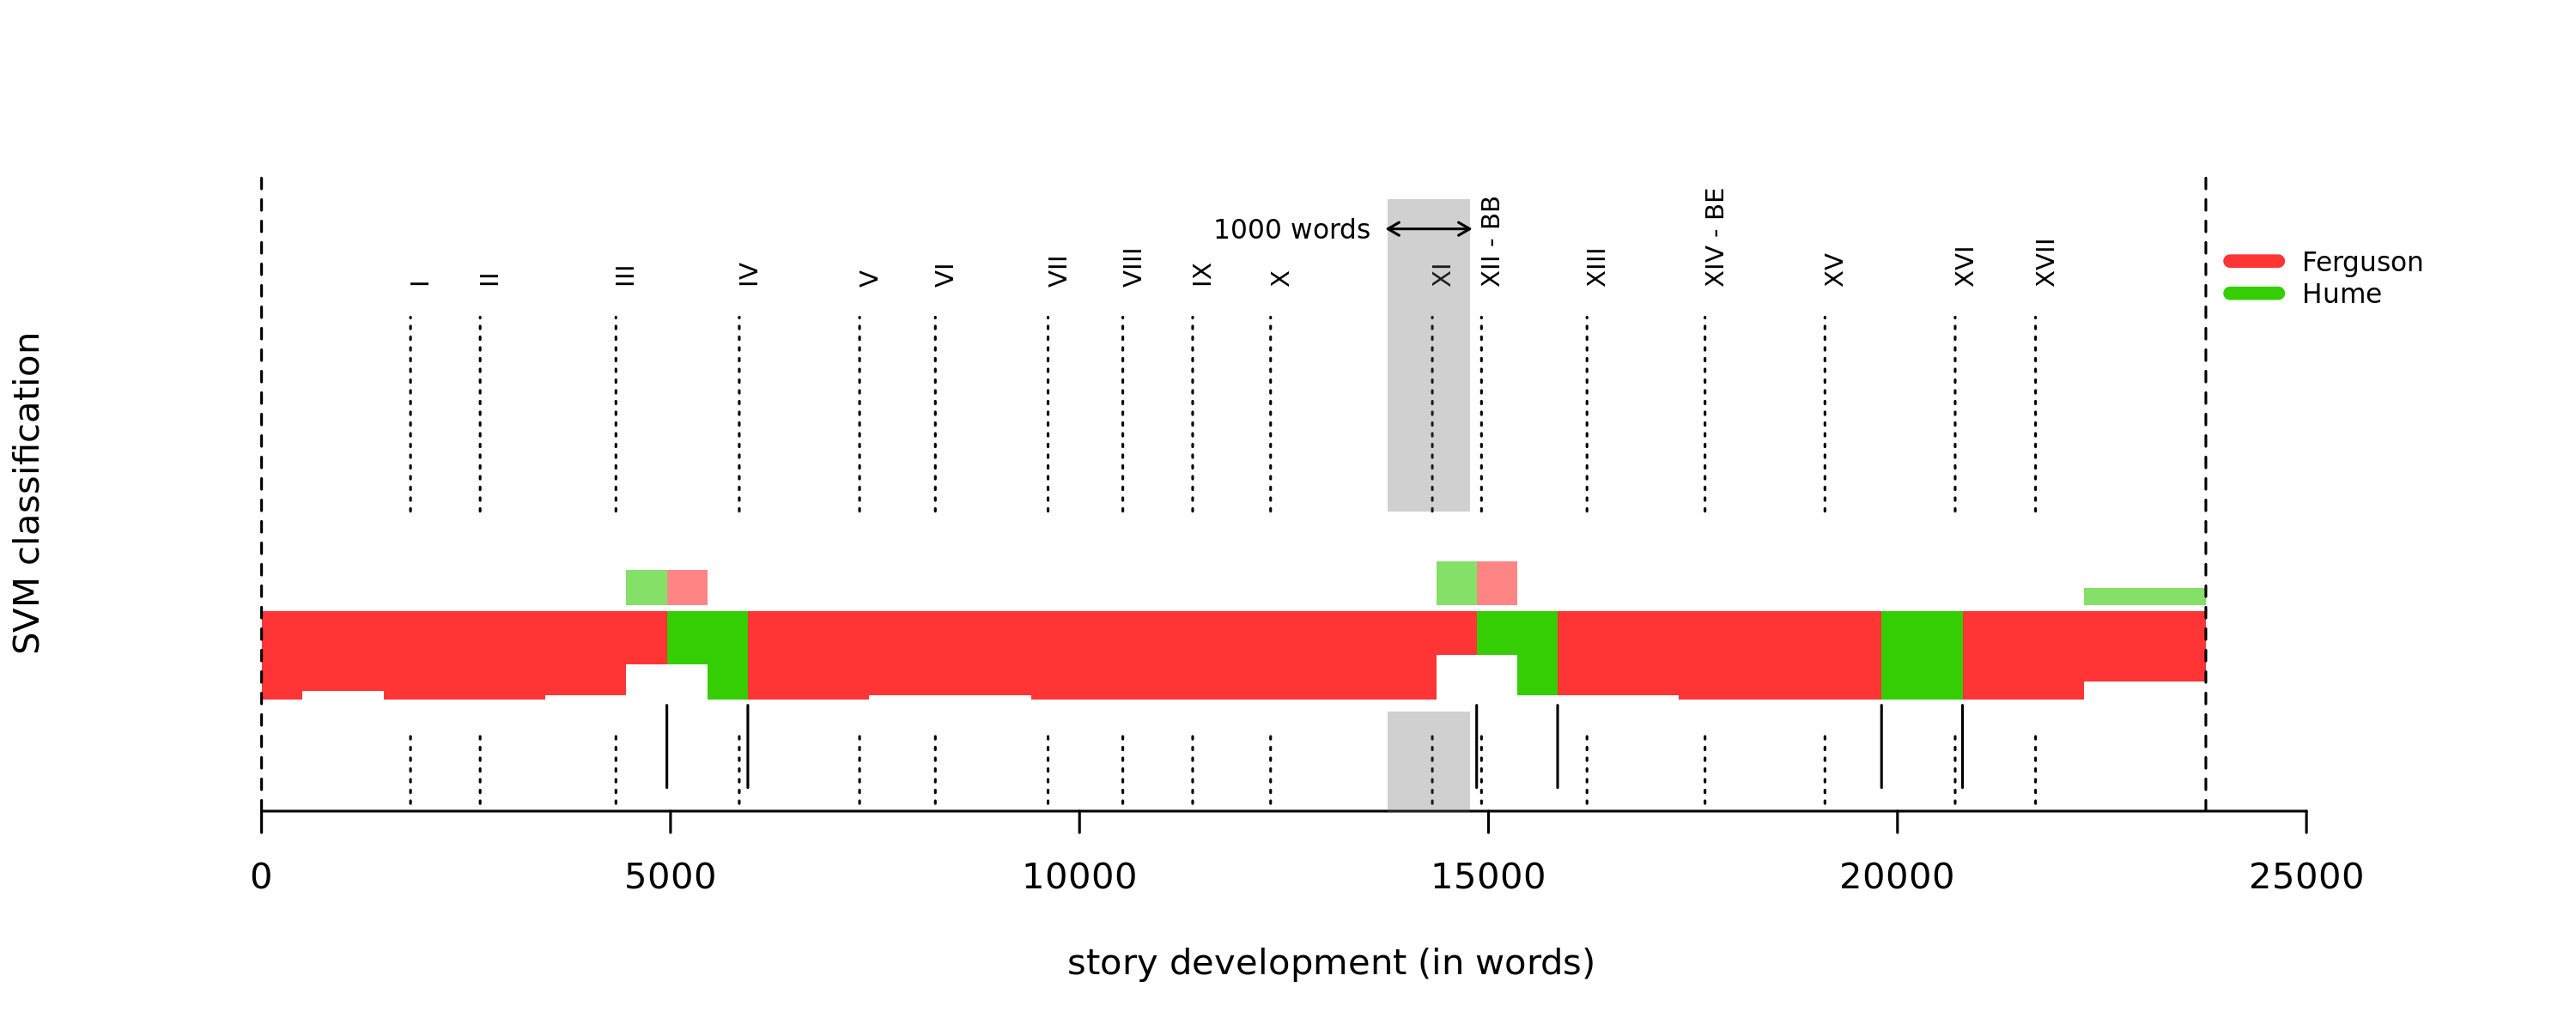 SVM classification
1000 words
I
II
III
IV
V
VI
VII
VIII
IX
X
XI
XII - BB
XIII
XIV - BE
XV
XVI
XVII
Ferguson
Hume
0
5000
10000
15000
20000
25000
story development (in words)